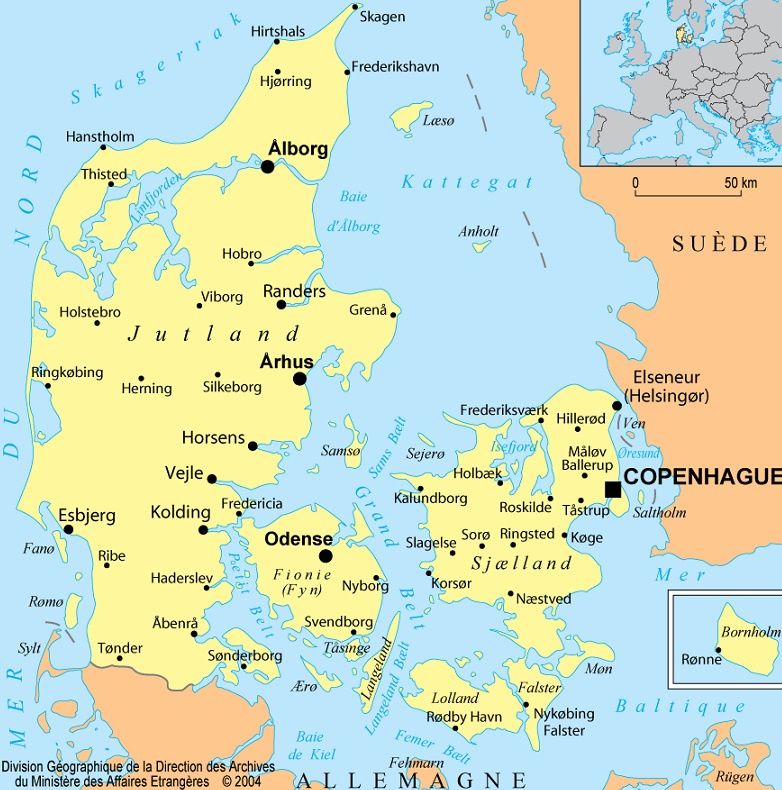 Skagen
Hirtshals
Skagerrak
Hjørring
Frederikshavn
Læsø
Hanstholm
Ålborg
Thisted
Limfjorden
Kattegat
0 50 km
Baie
d'Ålborg
MER DU NORD
Anholt
SUÈDE
Hobro
Viborg
Randers
Holstebro
Grenå
Jutland
Århus
Ringkøbing
Herning
Silkeborg
Elseneur
(Helsingør)
Frederiksværk
Hillerød
Ven
Horsens
Samsø
Sams Bælt
Sejerø
Isefjord
Øresund
Måløv
Ballerup
Vejle
Holbæk
COPENHAGUE
Kalundborg
Roskilde
Tåstrup
Saltholm
Esbjerg
Kolding
Fredericia
Grand Belt
Odense
Slagelse
Sorø
Ringsted
Køge
Fanø
Ribe
Fionie
(Fyn)
Sjælland
Haderslev
Petit Belt
Nyborg
Korsør
Mer Baltique
Rømø
Næstved
Åbenrå
Svendborg
Bornholm
Sylt
Tønder
Sønderborg
Tåsinge
Langeland
Rønne
Møn
Ærø
Langeland Bælt
Lolland
Falster
Rødby Havn
Nykøbing
Falster
Baie
de Kiel
Femer Bælt
Fehmarn
Rügen
ALLEMAGNE
Division Géographique de la Direction des Archives
du Ministère des Affaires Etrangères © 2004